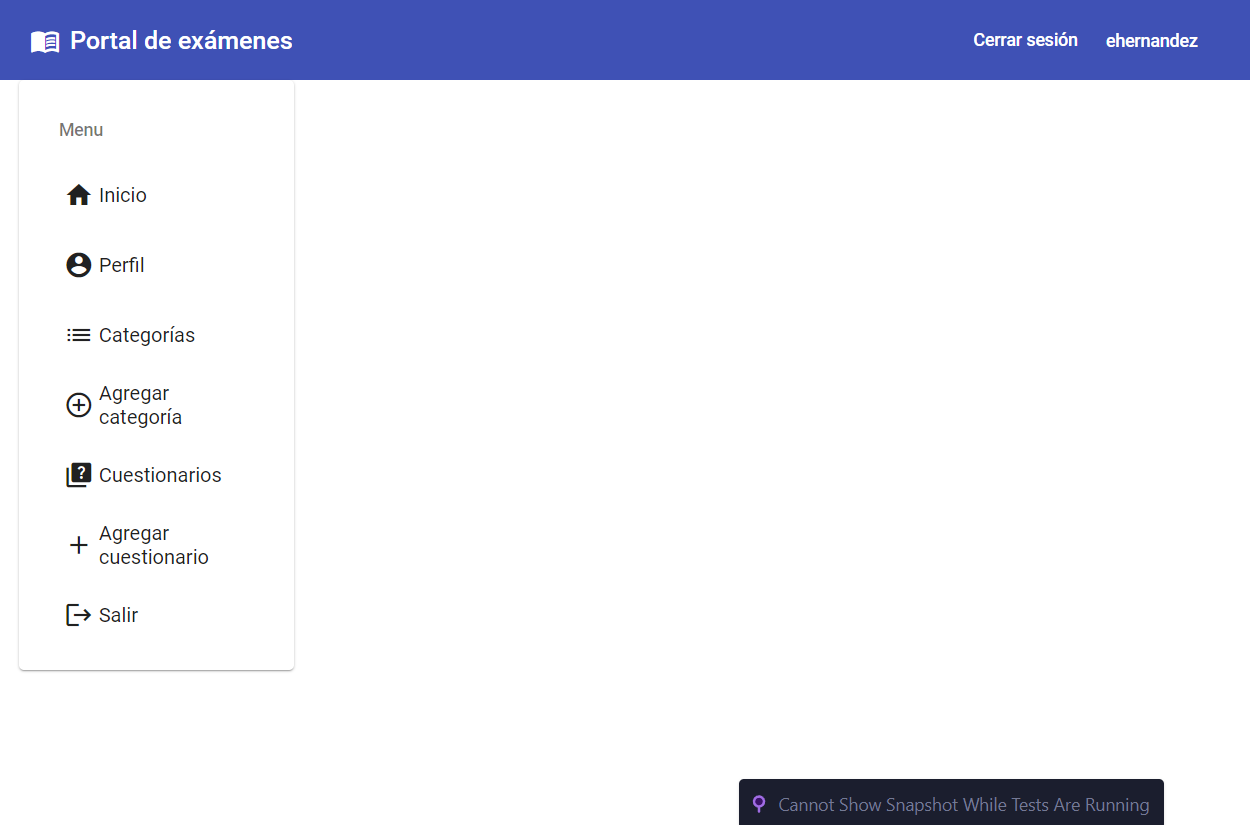 Portal de exámenes
Cerrar sesión
ehernandez
Menu
Inicio
Perfil
Categorías
Agregar
categoría
Cuestionarios
Agregar
cuestionario
Salir
Cannot Show Snapshot While Tests Are Running